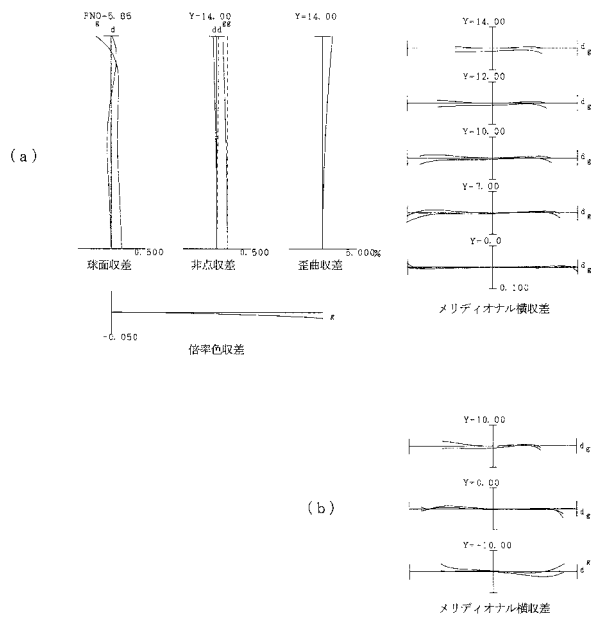 FNO=5.85
g
d
Y=14.00
ddgg
Y=14.00
(a)
0.500
球面収差
0.500
非点収差
5.000%
歪曲収差
g
-0.050
倍率色収差
Y=14.00
d g
Y=12.00
d g
Y=10.00
d g
Y=7.00
d g
Y=0.0
d g
0.100
メリディオナル横収差
(b)
Y=10.00
d g
Y=0.00
d g
Y=-10.00
g
メリディオナル横収差